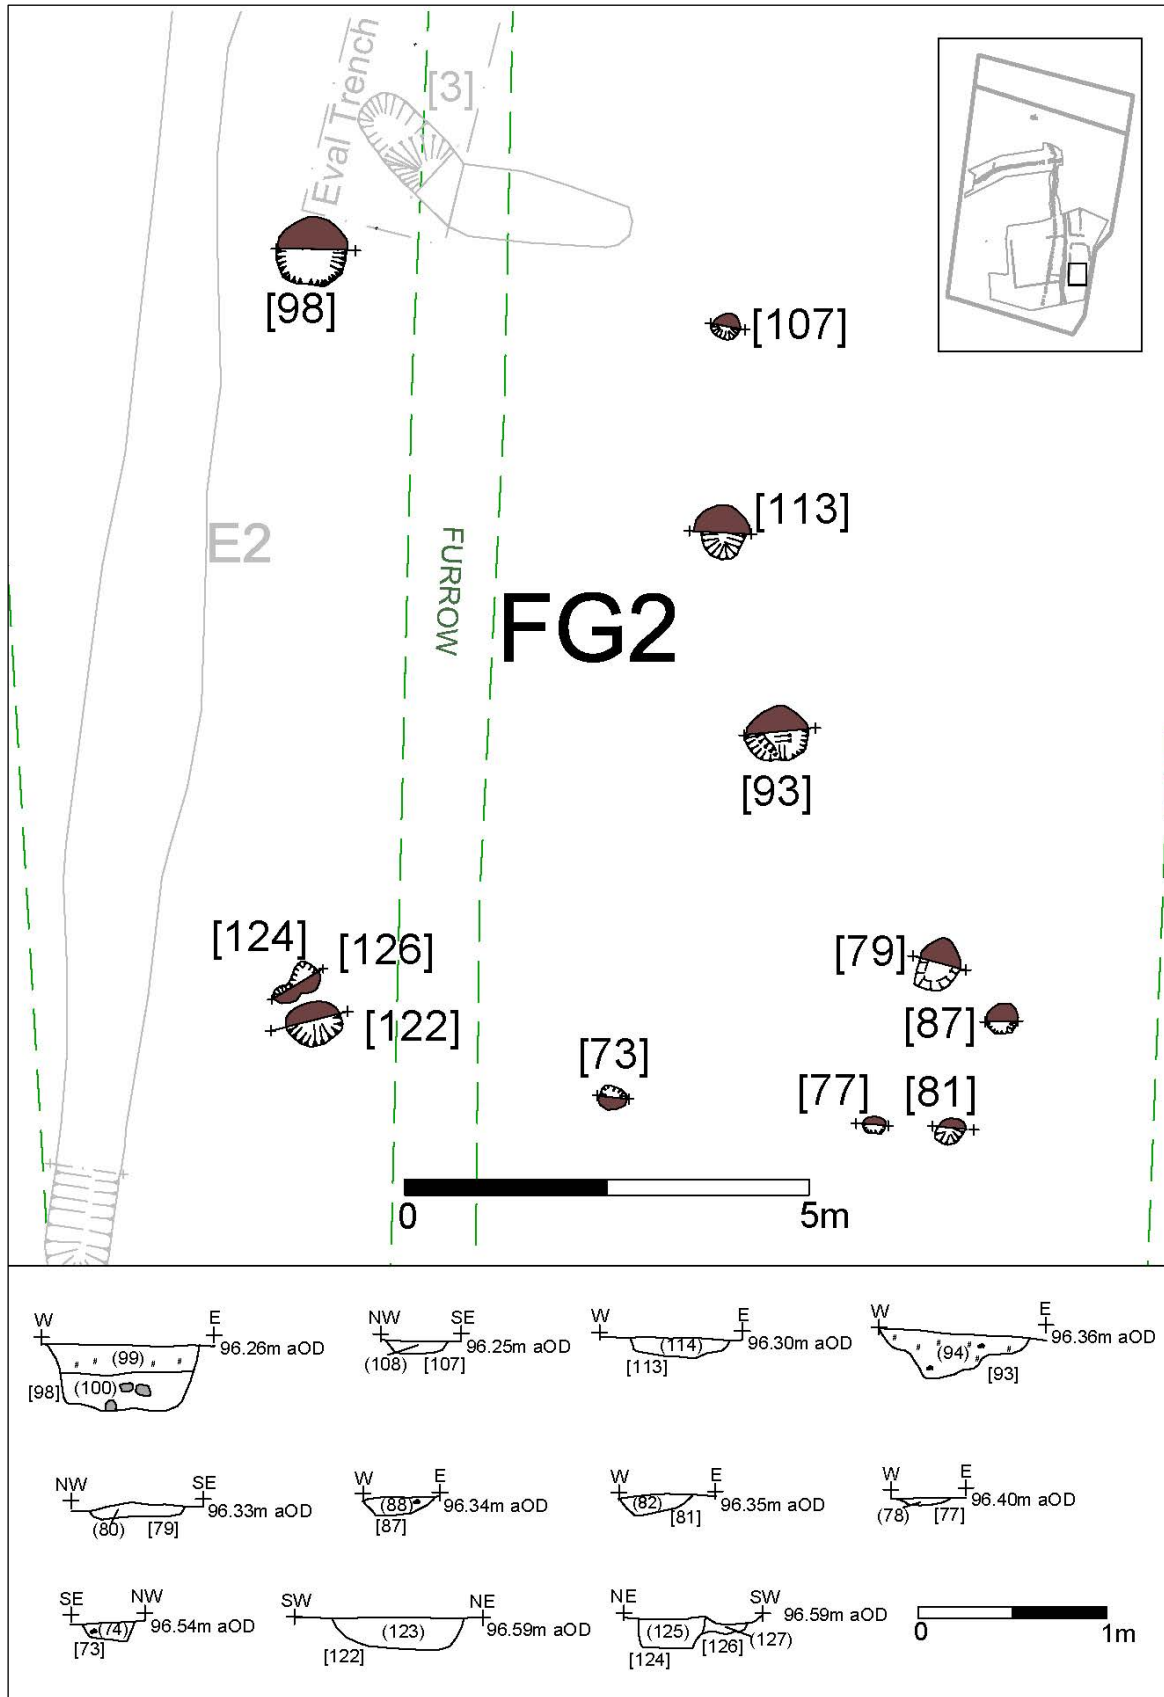 Eval Trench
[3]
[98]
[107]
[113]
E2
FURROW
FG2
[93]
[124]
[126]
[122]
[79]
[87]
[73]
[77]
[81]
0 5m
W E 96.26m aOD
(99)
(100)
[98]
NW SE 96.25m aOD
(108) [107]
W E 96.30m aOD
(114)
[113]
W E 96.36m aOD
(94)
[93]
NW SE 96.33m aOD
(80) [79]
W E 96.34m aOD
(88)
[87]
W E 96.35m aOD
(82)
[81]
W E 96.40m aOD
(78) [77]
SE NW 96.54m aOD
(74)
[73]
SW NE 96.59m aOD
(123)
[122]
NE SW 96.59m aOD
(125)
[124] [126] (127)
0 1m